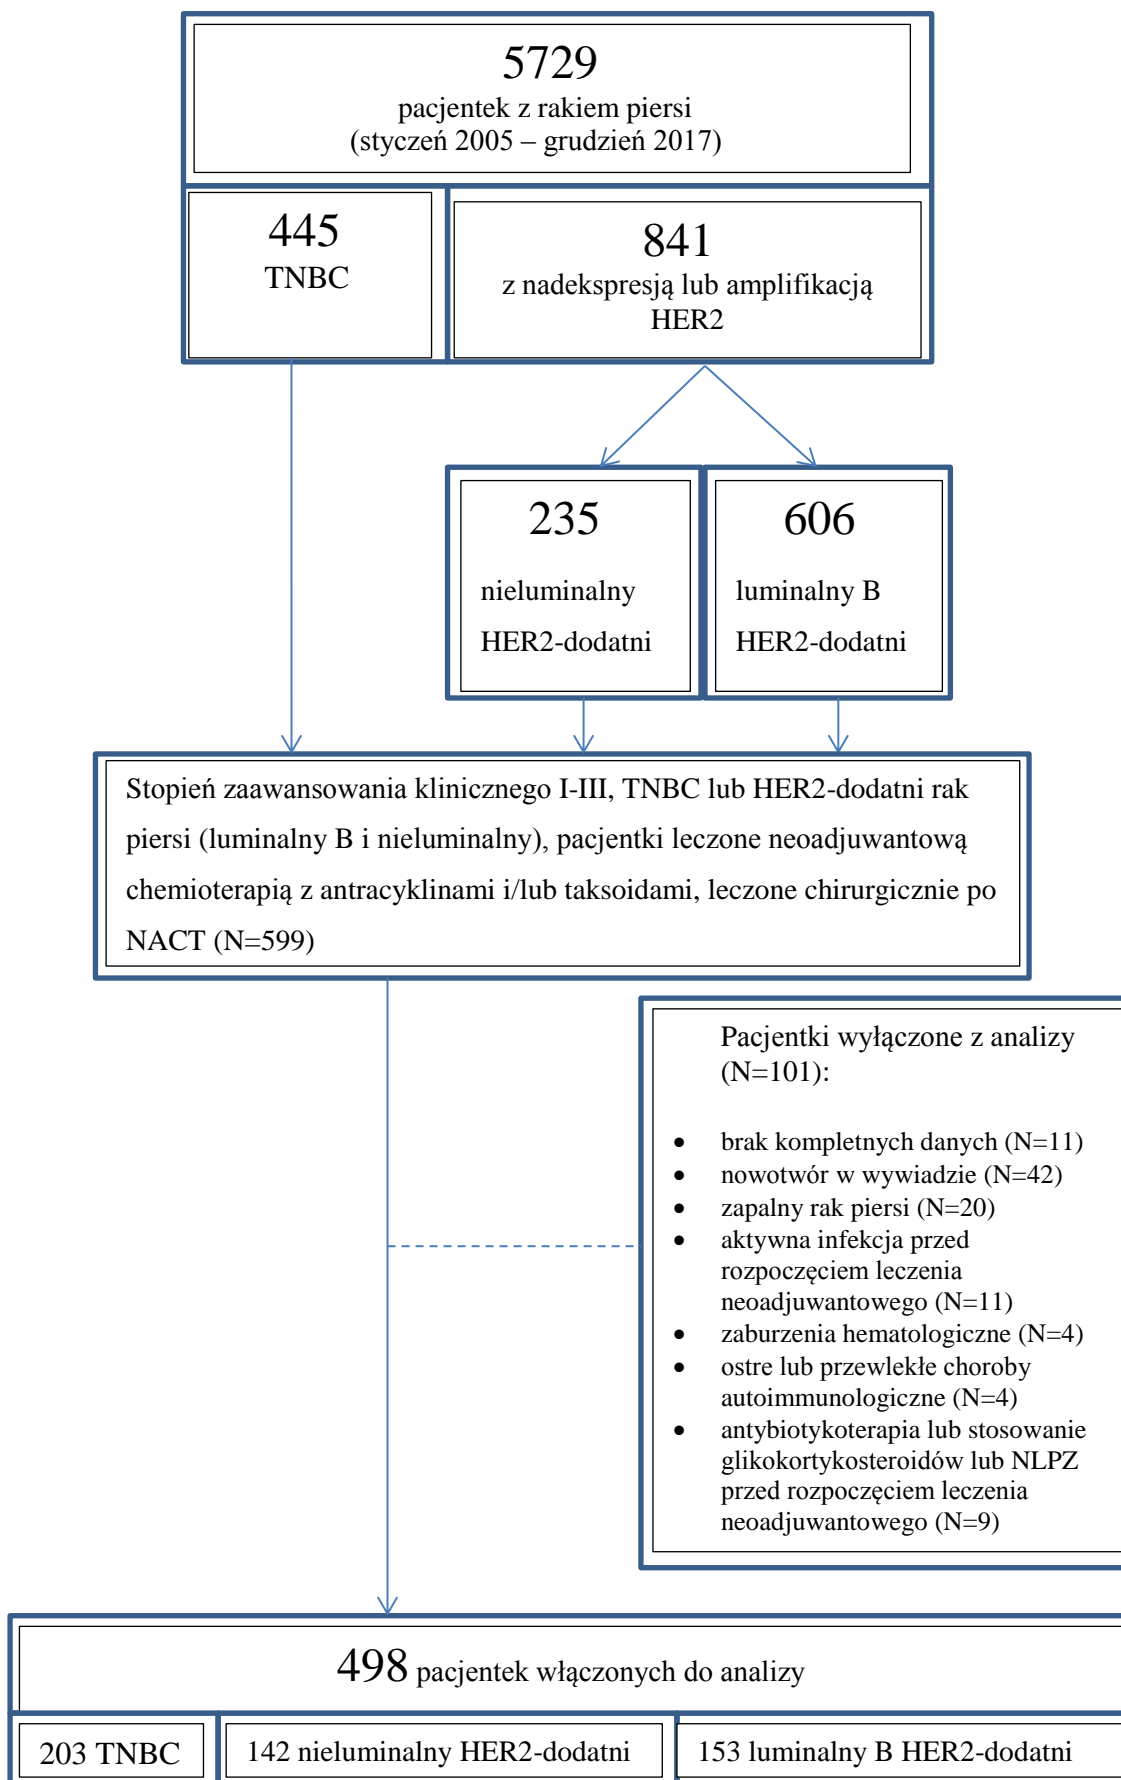 5729
pacjentek z rakiem piersi
(styczeń 2005 – grudzień 2017)
445
TNBC
841
z nadekspresją lub amplifikacją
HER2
235
nieluminalny
HER2-dodatni
606
luminalny B
HER2-dodatni
Stopień zaawansowania klinicznego I-III, TNBC lub HER2-dodatni rak
piersi (luminalny B i nieluminalny), pacjentki leczone neoadjuwantową
chemioterapią z antracyklinami i/lub taksoidami, leczone chirurgicznie po
NACT (N=599)
Pacjentki wyłączone z analizy
(N=101):
• brak kompletnych danych (N=11)
• nowotwór w wywiadzie (N=42)
• zapalny rak piersi (N=20)
• aktywna infekcja przed
rozpoczęciem leczenia
neoadjuwantowego (N=11)
• zaburzenia hematologiczne (N=4)
• ostre lub przewlekłe choroby
autoimmunologiczne (N=4)
• antybiotykoterapia lub stosowanie
glikokortykosteroidów lub NLPZ
przed rozpoczęciem leczenia
neoadjuwantowego (N=9)
498 pacjentek włączonych do analizy
203 TNBC
142 nieluminalny HER2-dodatni
153 luminalny B HER2-dodatni